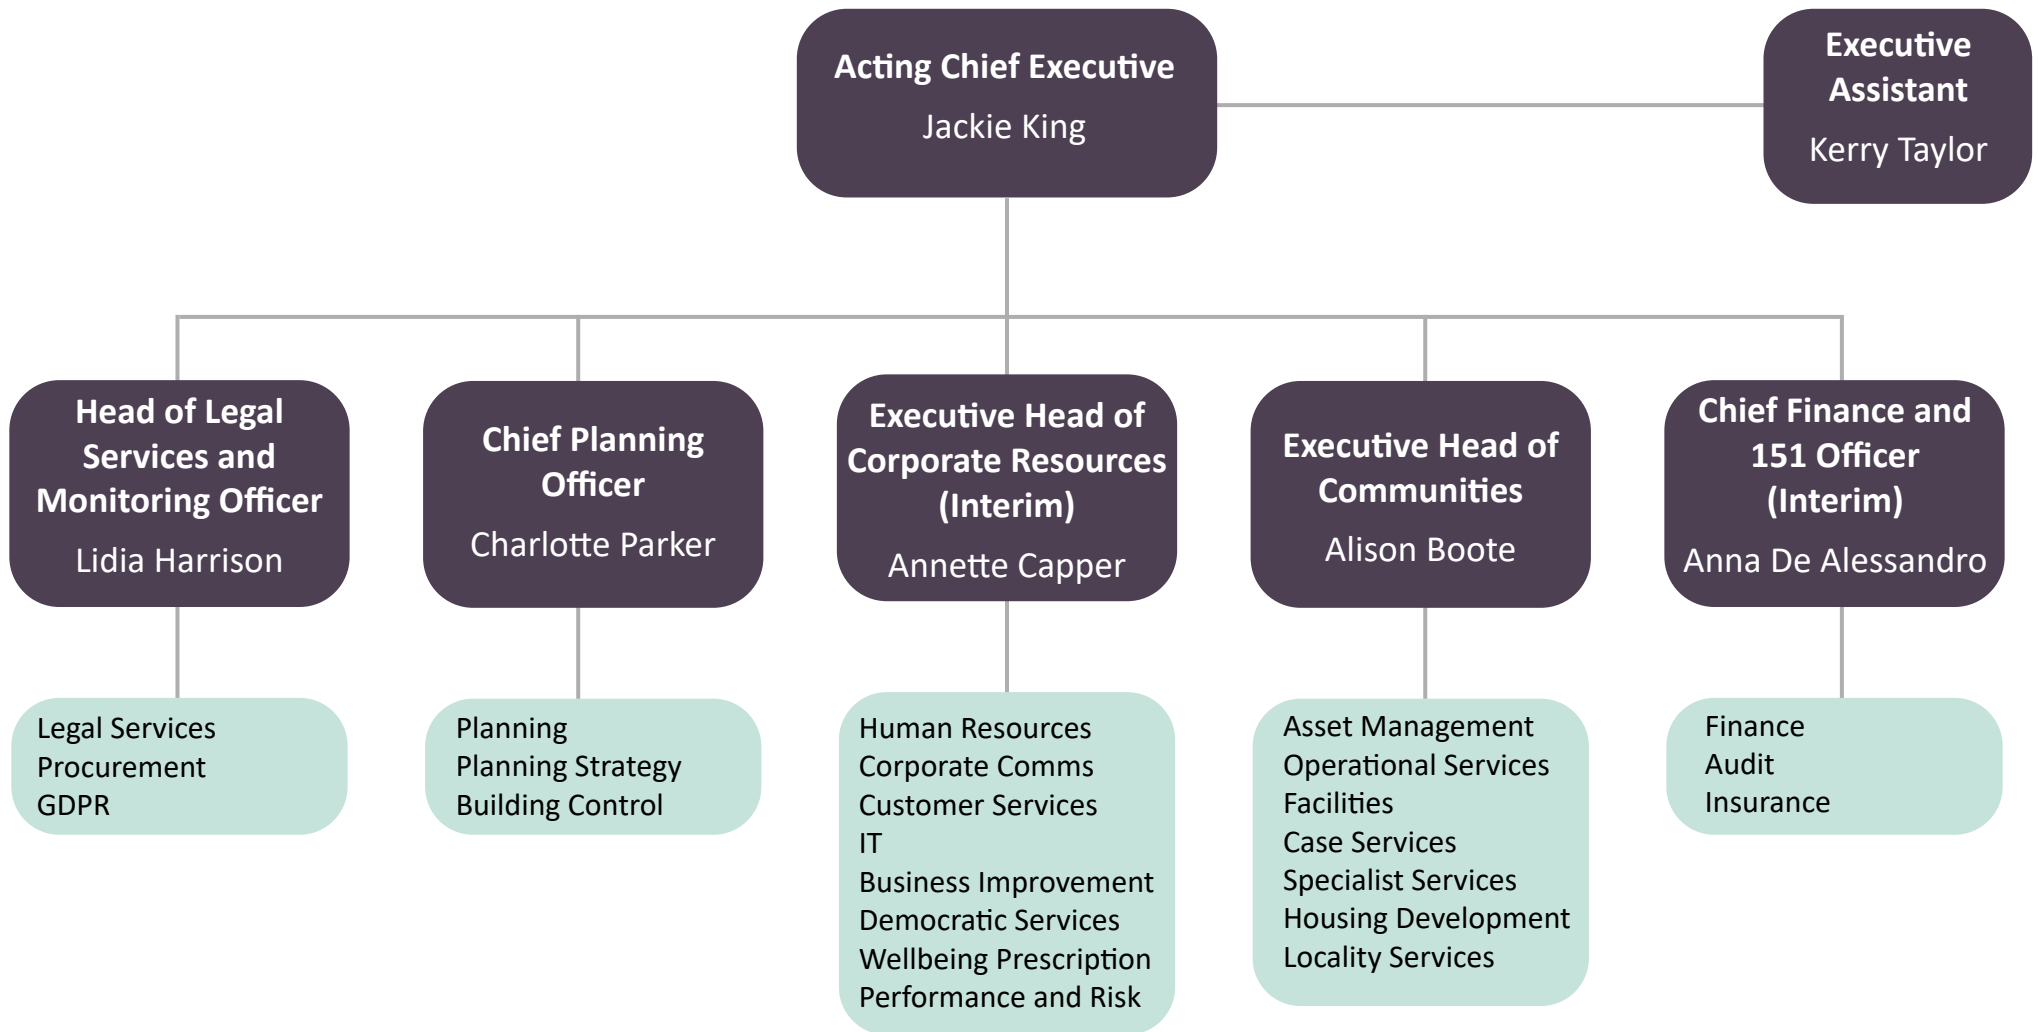 Acting Chief Executive
Jackie King
Executive
Assistant
Kerry Taylor
Head of Legal
Services and
Monitoring Officer
Lidia Harrison
Chief Planning
Officer
Charlotte Parker
Executive Head of
Corporate Resources
(Interim)
Annette Capper
Executive Head of
Communities
Alison Boote
Chief Finance and
151 Officer
(Interim)
Anna De Alessandro
Legal Services
Procurement
GDPR
Planning
Planning Strategy
Building Control
Human Resources
Corporate Comms
Customer Services
IT
Business Improvement
Democratic Services
Wellbeing Prescription
Performance and Risk
Asset Management
Operational Services
Facilities
Case Services
Specialist Services
Housing Development
Locality Services
Finance
Audit
Insurance